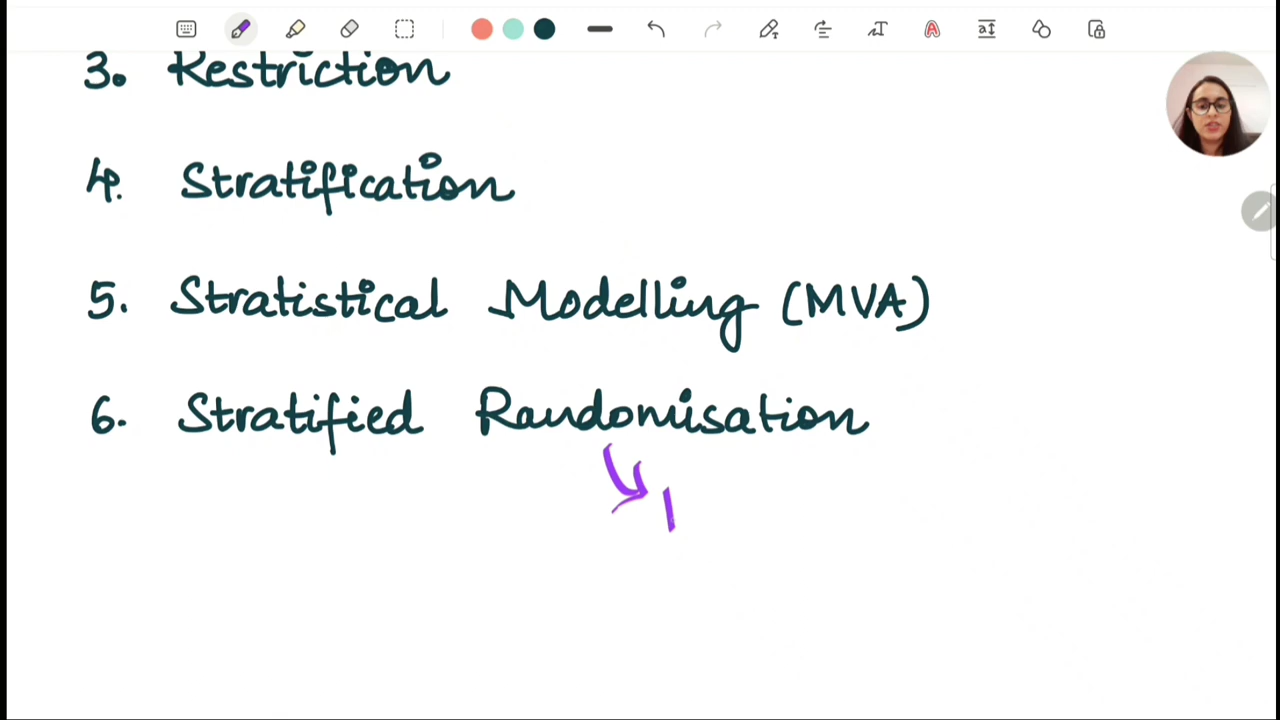 3. Restriction
4. Stratification
5. Stratistical Modelling (MVA)
6. Stratified Randomisation